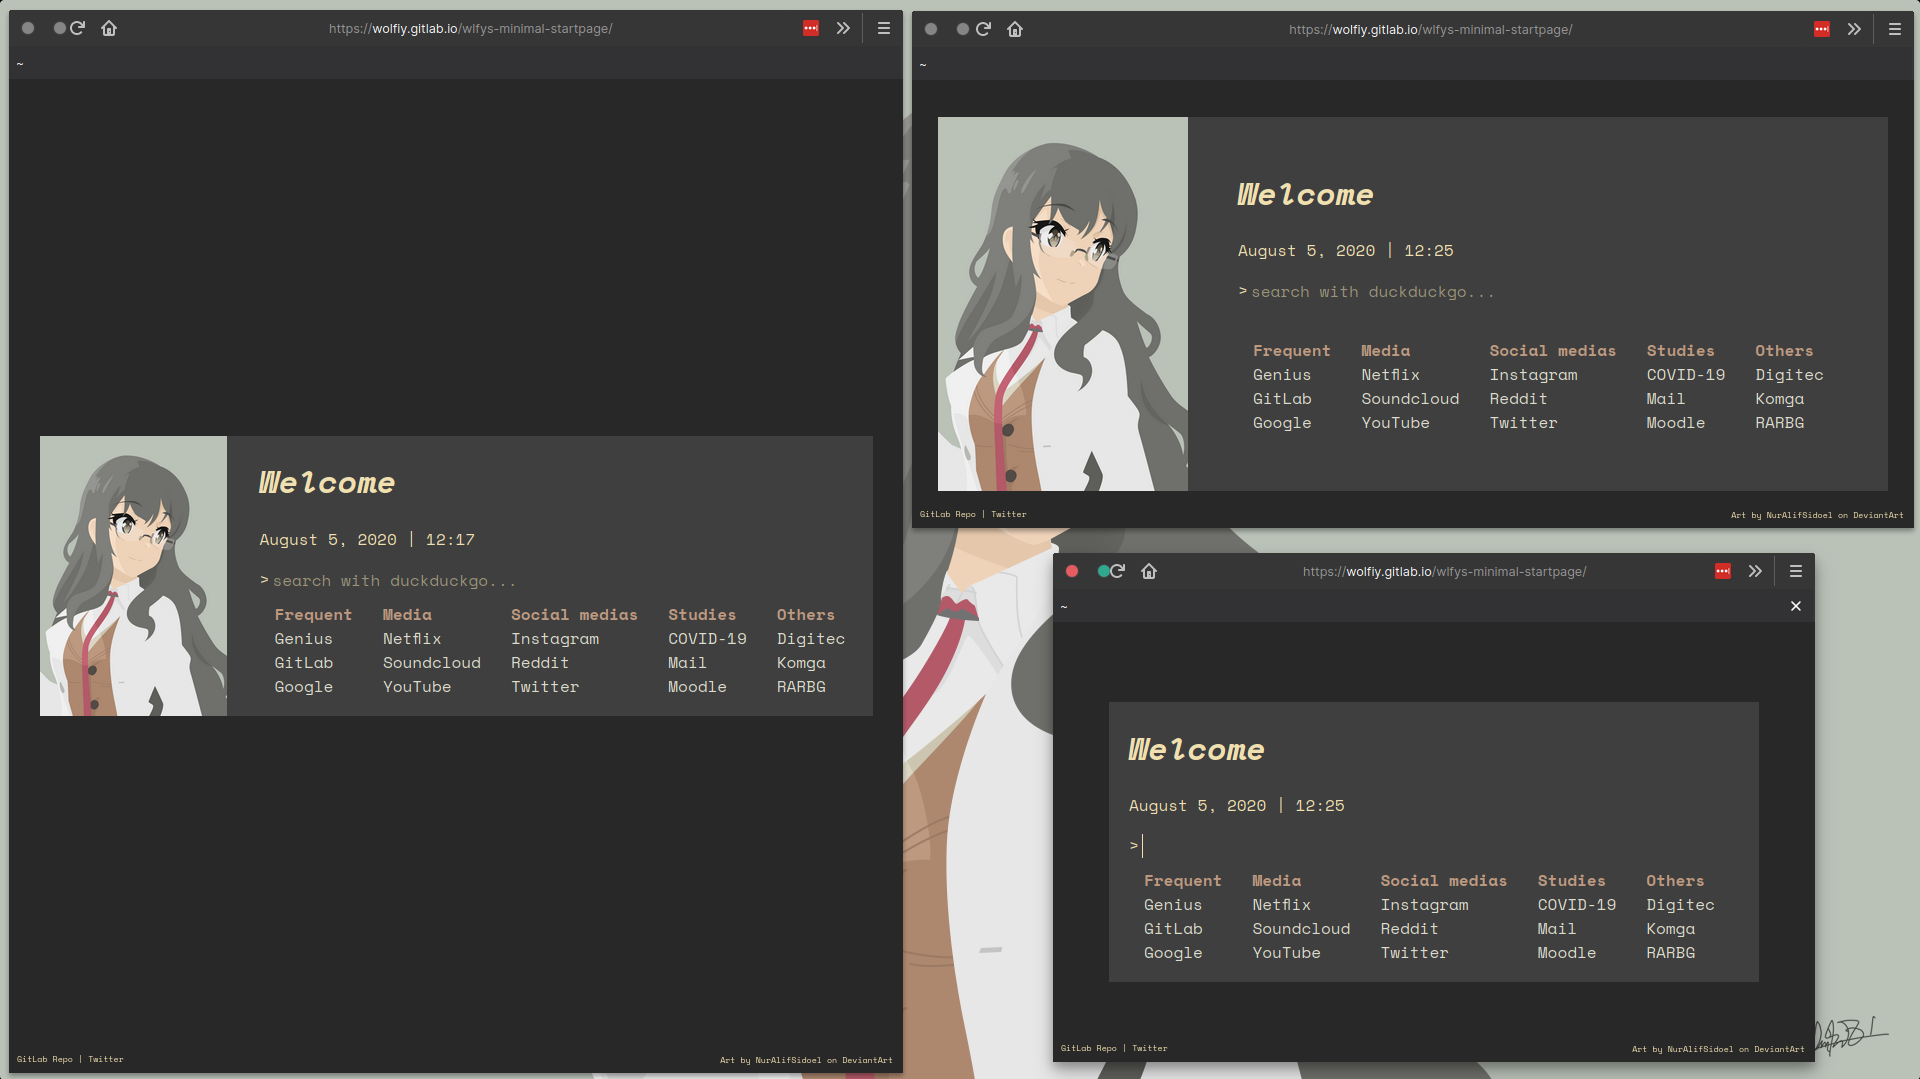 https://wolfiy.gitlab.io/wlfys-minimal-startpage/
~
Welcome
August 5, 2020 | 12:17
> search with duckduckgo...
Frequent Media Social medias Studies Others
Genius Netflix Instagram COVID-19 Digitec
GitLab Soundcloud Reddit Mail Komga
Google YouTube Twitter Moodle RARBG
GitLab Repo | Twitter
Art by NurAlifSidoel on DeviantArt
https://wolfiy.gitlab.io/wlfys-minimal-startpage/
~
Welcome
August 5, 2020 | 12:25
> search with duckduckgo...
Frequent Media Social medias Studies Others
Genius Netflix Instagram COVID-19 Digitec
GitLab Soundcloud Reddit Mail Komga
Google YouTube Twitter Moodle RARBG
GitLab Repo | Twitter
Art by NurAlifSidoel on DeviantArt
https://wolfiy.gitlab.io/wlfys-minimal-startpage/
~
Welcome
August 5, 2020 | 12:25
>
Frequent Media Social medias Studies Others
Genius Netflix Instagram COVID-19 Digitec
GitLab Soundcloud Reddit Mail Komga
Google YouTube Twitter Moodle RARBG
GitLab Repo | Twitter
Art by NurAlifSidoel on DeviantArt